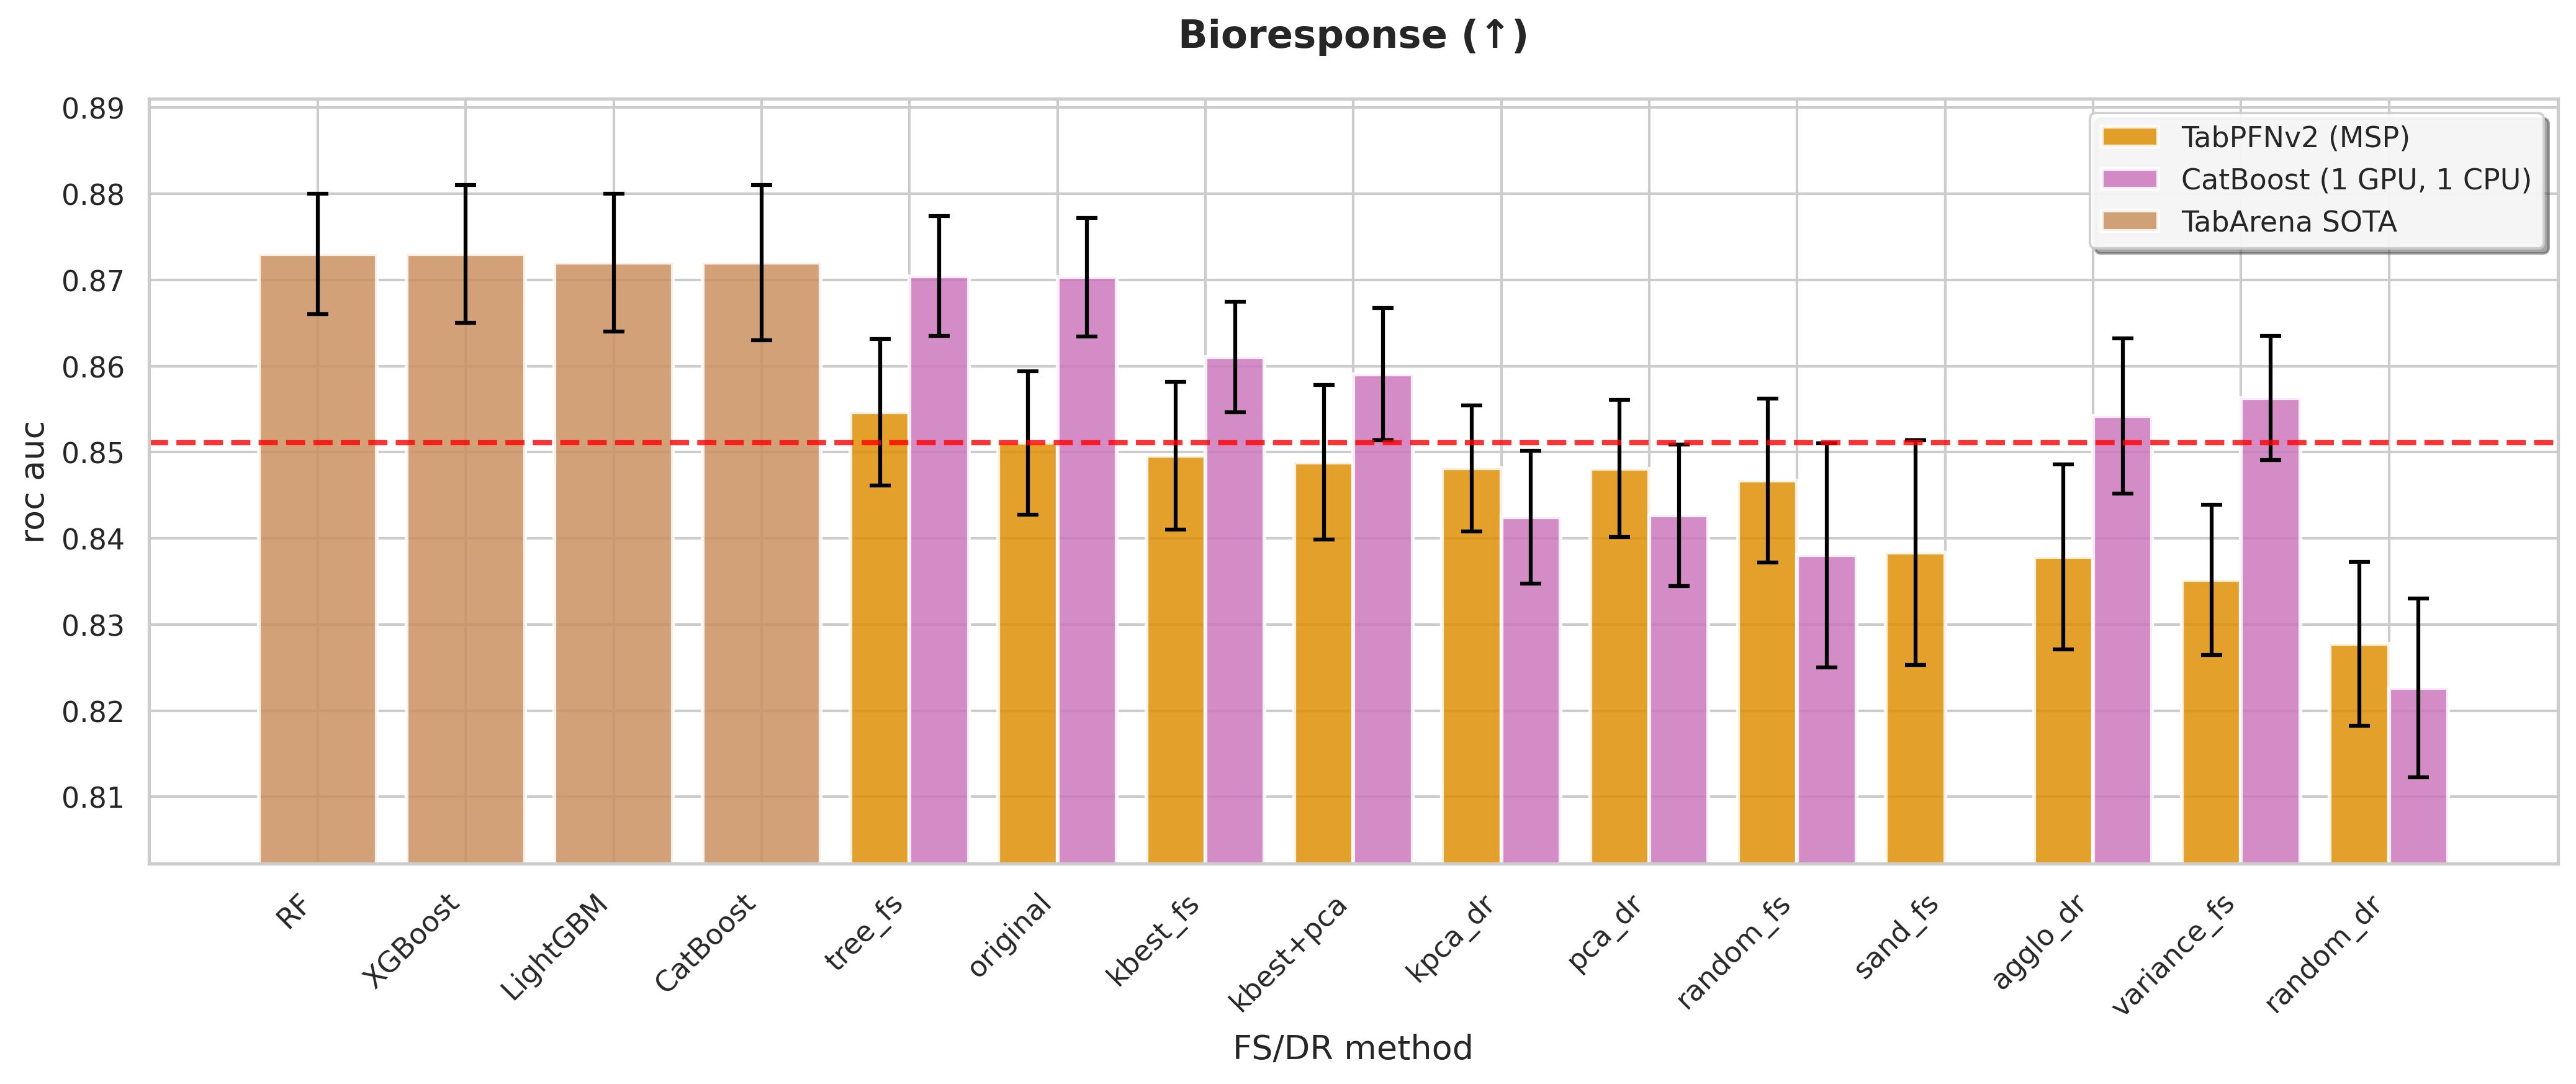 Bioresponse (↑)
TabPFNv2 (MSP)
CatBoost (1 GPU, 1 CPU)
TabArena SOTA
roc auc
0.89
0.88
0.87
0.86
0.85
0.84
0.83
0.82
0.81
RF
XGBoost
LightGBM
CatBoost
tree_fs
original
kbest_fs
kbest+pca
kpca_dr
pca_dr
random_fs
sand_fs
agglo_dr
variance_fs
random_dr
FS/DR method